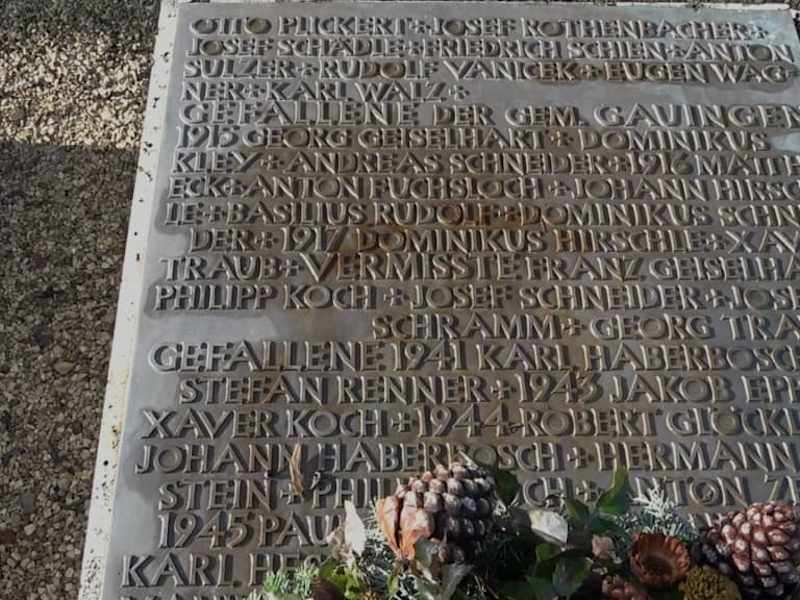 OTTO PLICKERT + JOSEF ROTHENBACHER +
JOSEF SCHÄDLE + FRIEDRICH SCHIEN + ANTON
SULZER + RUDOLF VANICEK + EUGEN WAG-
NER + KARL WALZ +
GEFALLENE DER GEM. GAUINGEN
1915 GEORG GEISELHART + DOMINIKUS
KLEY + ANDREAS SCHNEIDER + 1916 MATTH
ECK + ANTON FUCHSLOCH + JOHANN HIRSC
LE + BASILIUS RUDOLF + DOMINIKUS SCHN
DER + 1917 DOMINIKUS HIRSCHLE + XAV
TRAUB + VERMISSTE FRANZ GEISELHA
PHILIPP KOCH + JOSEF SCHNEIDER + JOS
SCHRAMM + GEORG TRA
GEFALLENE 1941 KARL HABERBOSCH
STEFAN RENNER + 1943 JAKOB EPP
XAVER KOCH + 1944 ROBERT GLÖCKL
JOHANN HABERBOSCH + HERMANN
STEIN + ANTON
1945
KARL